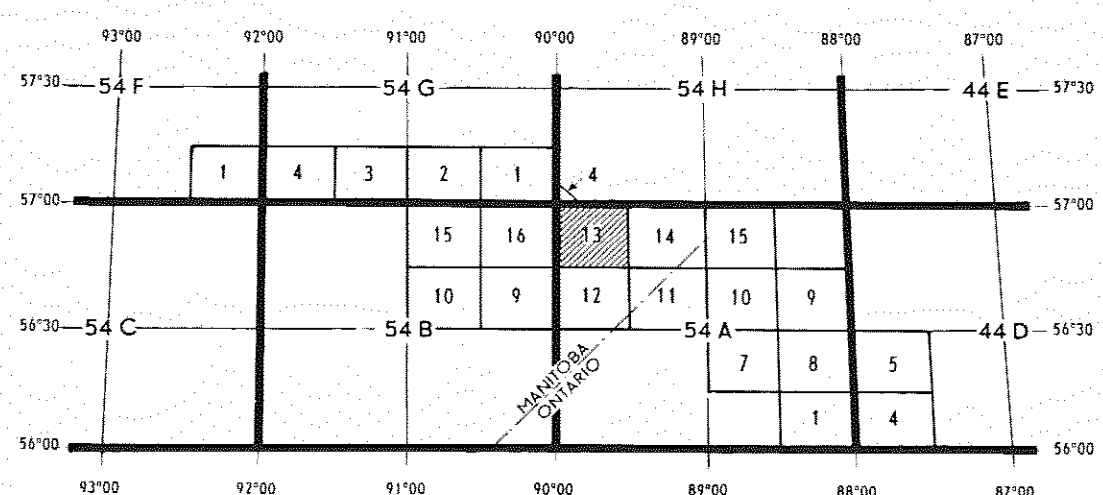 93°00 92°00 91°00 90°00 89°00 88°00 87°00
57°30 54 F 54 G 54 H 44 E 57°30
1 4 3 2 1 4
57°00 57°00
15 16 13 14 15
10 9 12 11 10 9
56°30 54 C 54 B 54 A 44 D 56°30
MANITOBA
ONTARIO
7 8 5
1 4
56°00 56°00
93°00 92°00 91°00 90°00 89°00 88°00 87°00